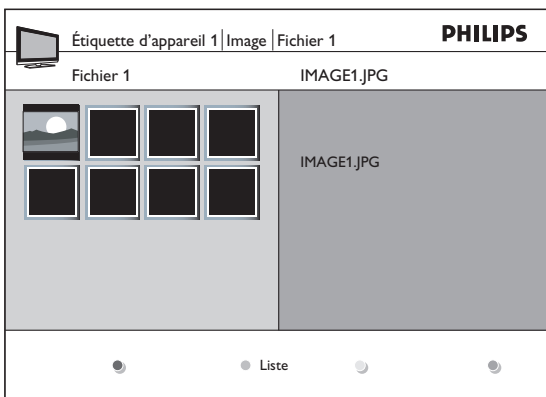 Étiquette d'appareil 1 | Image | Fichier 1
PHILIPS
Fichier 1
IMAGE1.JPG
IMAGE1.JPG
Liste